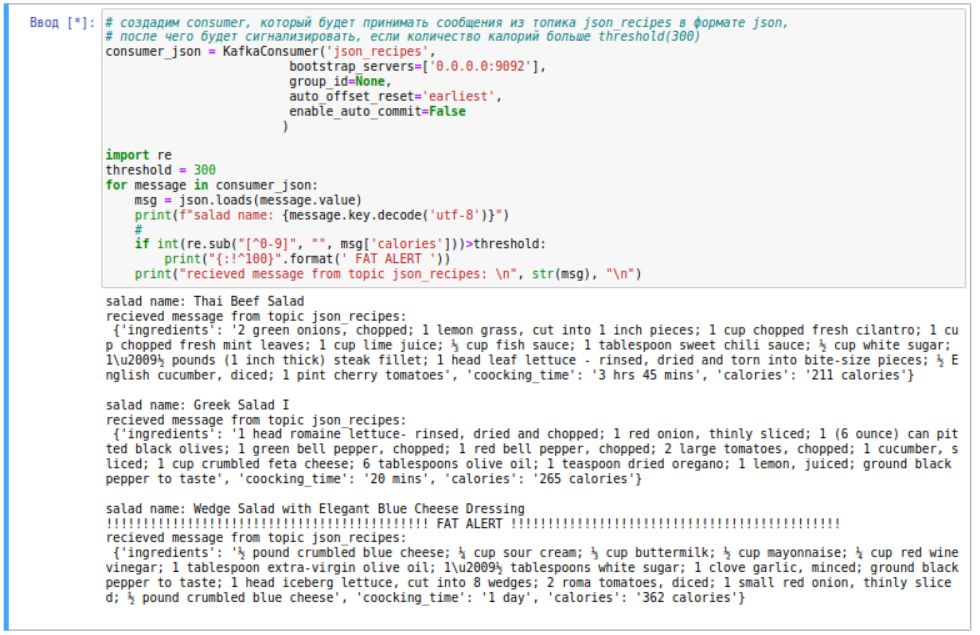 Ввод [*]: # создадим consumer, который будет принимать сообщения из топика json_recipes в формате json,
# после чего будет сигнализировать, если количество калорий больше threshold(300)
consumer_json = KafkaConsumer('json_recipes',
                         bootstrap_servers=['0.0.0.0:9092'],
                         group_id=None,
                         auto_offset_reset='earliest',
                         enable_auto_commit=False
                        )
import re
threshold = 300
for message in consumer_json:
    msg = json.loads(message.value)
    print(f"salad name: {message.key.decode('utf-8')}")
    #
    if int(re.sub("[^0-9]", "", msg['calories']))>threshold:
        print("{:!^100}".format(' FAT ALERT '))
    print("recieved message from topic json_recipes: \n", str(msg), "\n")
salad name: Thai Beef Salad
recieved message from topic json_recipes:
 {'ingredients': '2 green onions, chopped; 1 lemon grass, cut into 1 inch pieces; 1 cup chopped fresh cilantro; 1 cu
p chopped fresh mint leaves; 1 cup lime juice; ⅓ cup fish sauce; 1 tablespoon sweet chili sauce; ½ cup white sugar;
1\u2009½ pounds (1 inch thick) steak fillet; 1 head leaf lettuce - rinsed, dried and torn into bite-size pieces; ½ E
nglish cucumber, diced; 1 pint cherry tomatoes', 'coocking_time': '3 hrs 45 mins', 'calories': '211 calories'}
salad name: Greek Salad I
recieved message from topic json_recipes:
 {'ingredients': '1 head romaine lettuce- rinsed, dried and chopped; 1 red onion, thinly sliced; 1 (6 ounce) can pit
ted black olives; 1 green bell pepper, chopped; 1 red bell pepper, chopped; 2 large tomatoes, chopped; 1 cucumber, s
liced; 1 cup crumbled feta cheese; 6 tablespoons olive oil; 1 teaspoon dried oregano; 1 lemon, juiced; ground black
pepper to taste', 'coocking_time': '20 mins', 'calories': '265 calories'}
salad name: Wedge Salad with Elegant Blue Cheese Dressing
!!!!!!!!!!!!!!!!!!!!!!!!!!!!!!!!!!!!!!!!!!!! FAT ALERT !!!!!!!!!!!!!!!!!!!!!!!!!!!!!!!!!!!!!!!!!!!!!
recieved message from topic json_recipes:
 {'ingredients': '½ pound crumbled blue cheese; ¼ cup sour cream; ⅓ cup buttermilk; ½ cup mayonnaise; ¼ cup red wine
vinegar; 1 tablespoon extra-virgin olive oil; 1\u2009½ tablespoons white sugar; 1 clove garlic, minced; ground black
pepper to taste; 1 head iceberg lettuce, cut into 8 wedges; 2 roma tomatoes, diced; 1 small red onion, thinly slice
d; ½ pound crumbled blue cheese', 'coocking_time': '1 day', 'calories': '362 calories'}